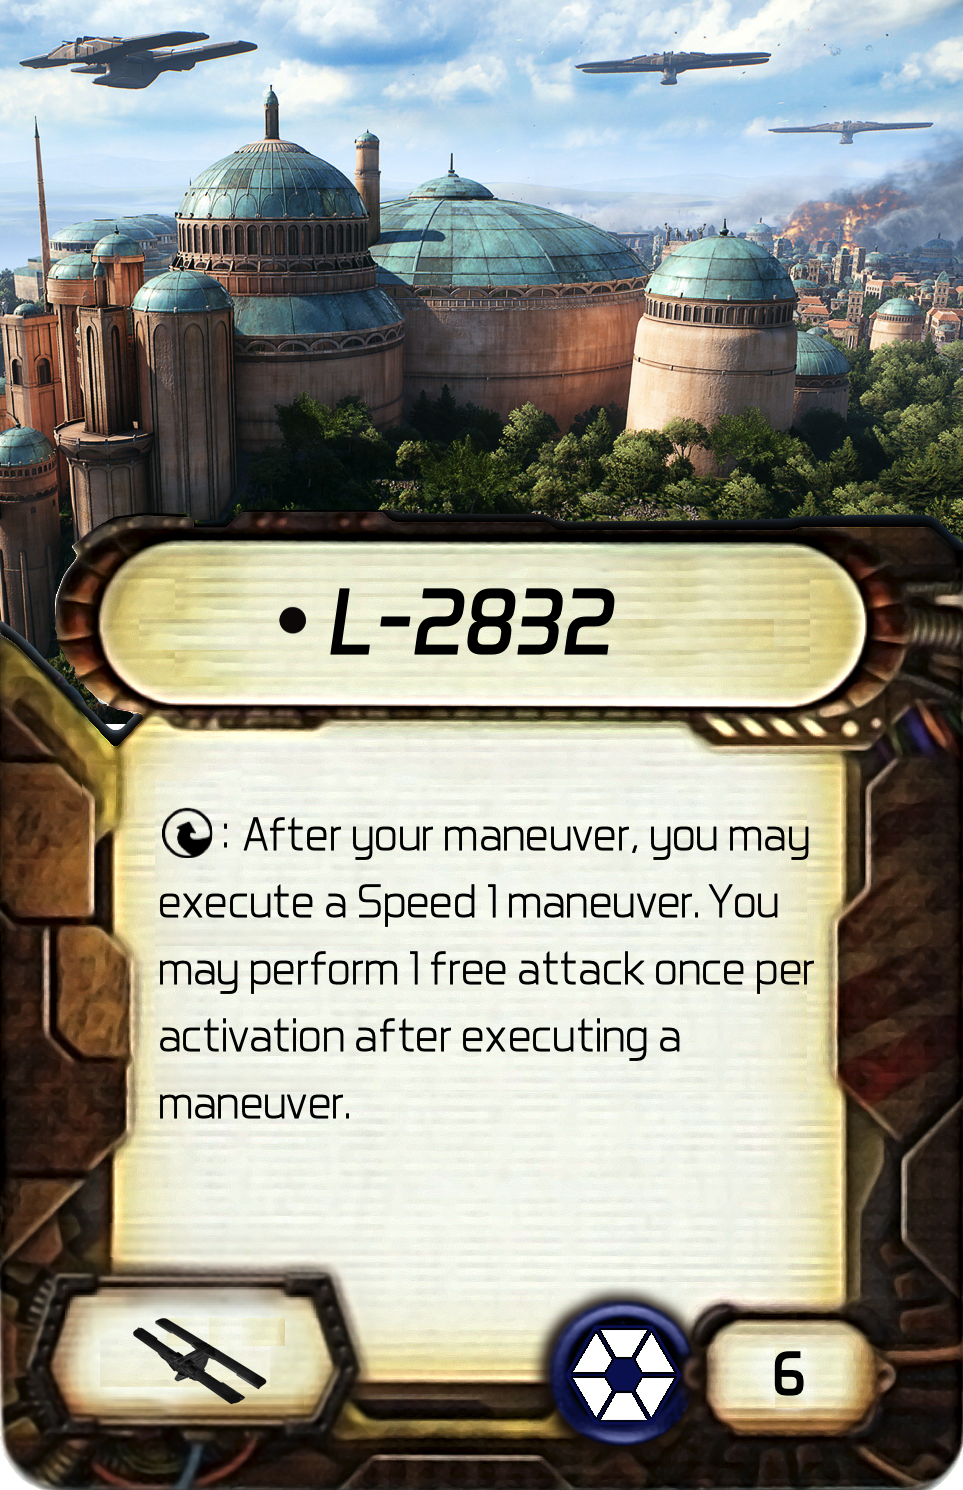 • L-2832
: After your maneuver, you may
execute a Speed 1 maneuver. You
may perform 1 free attack once per
activation after executing a
maneuver.
6